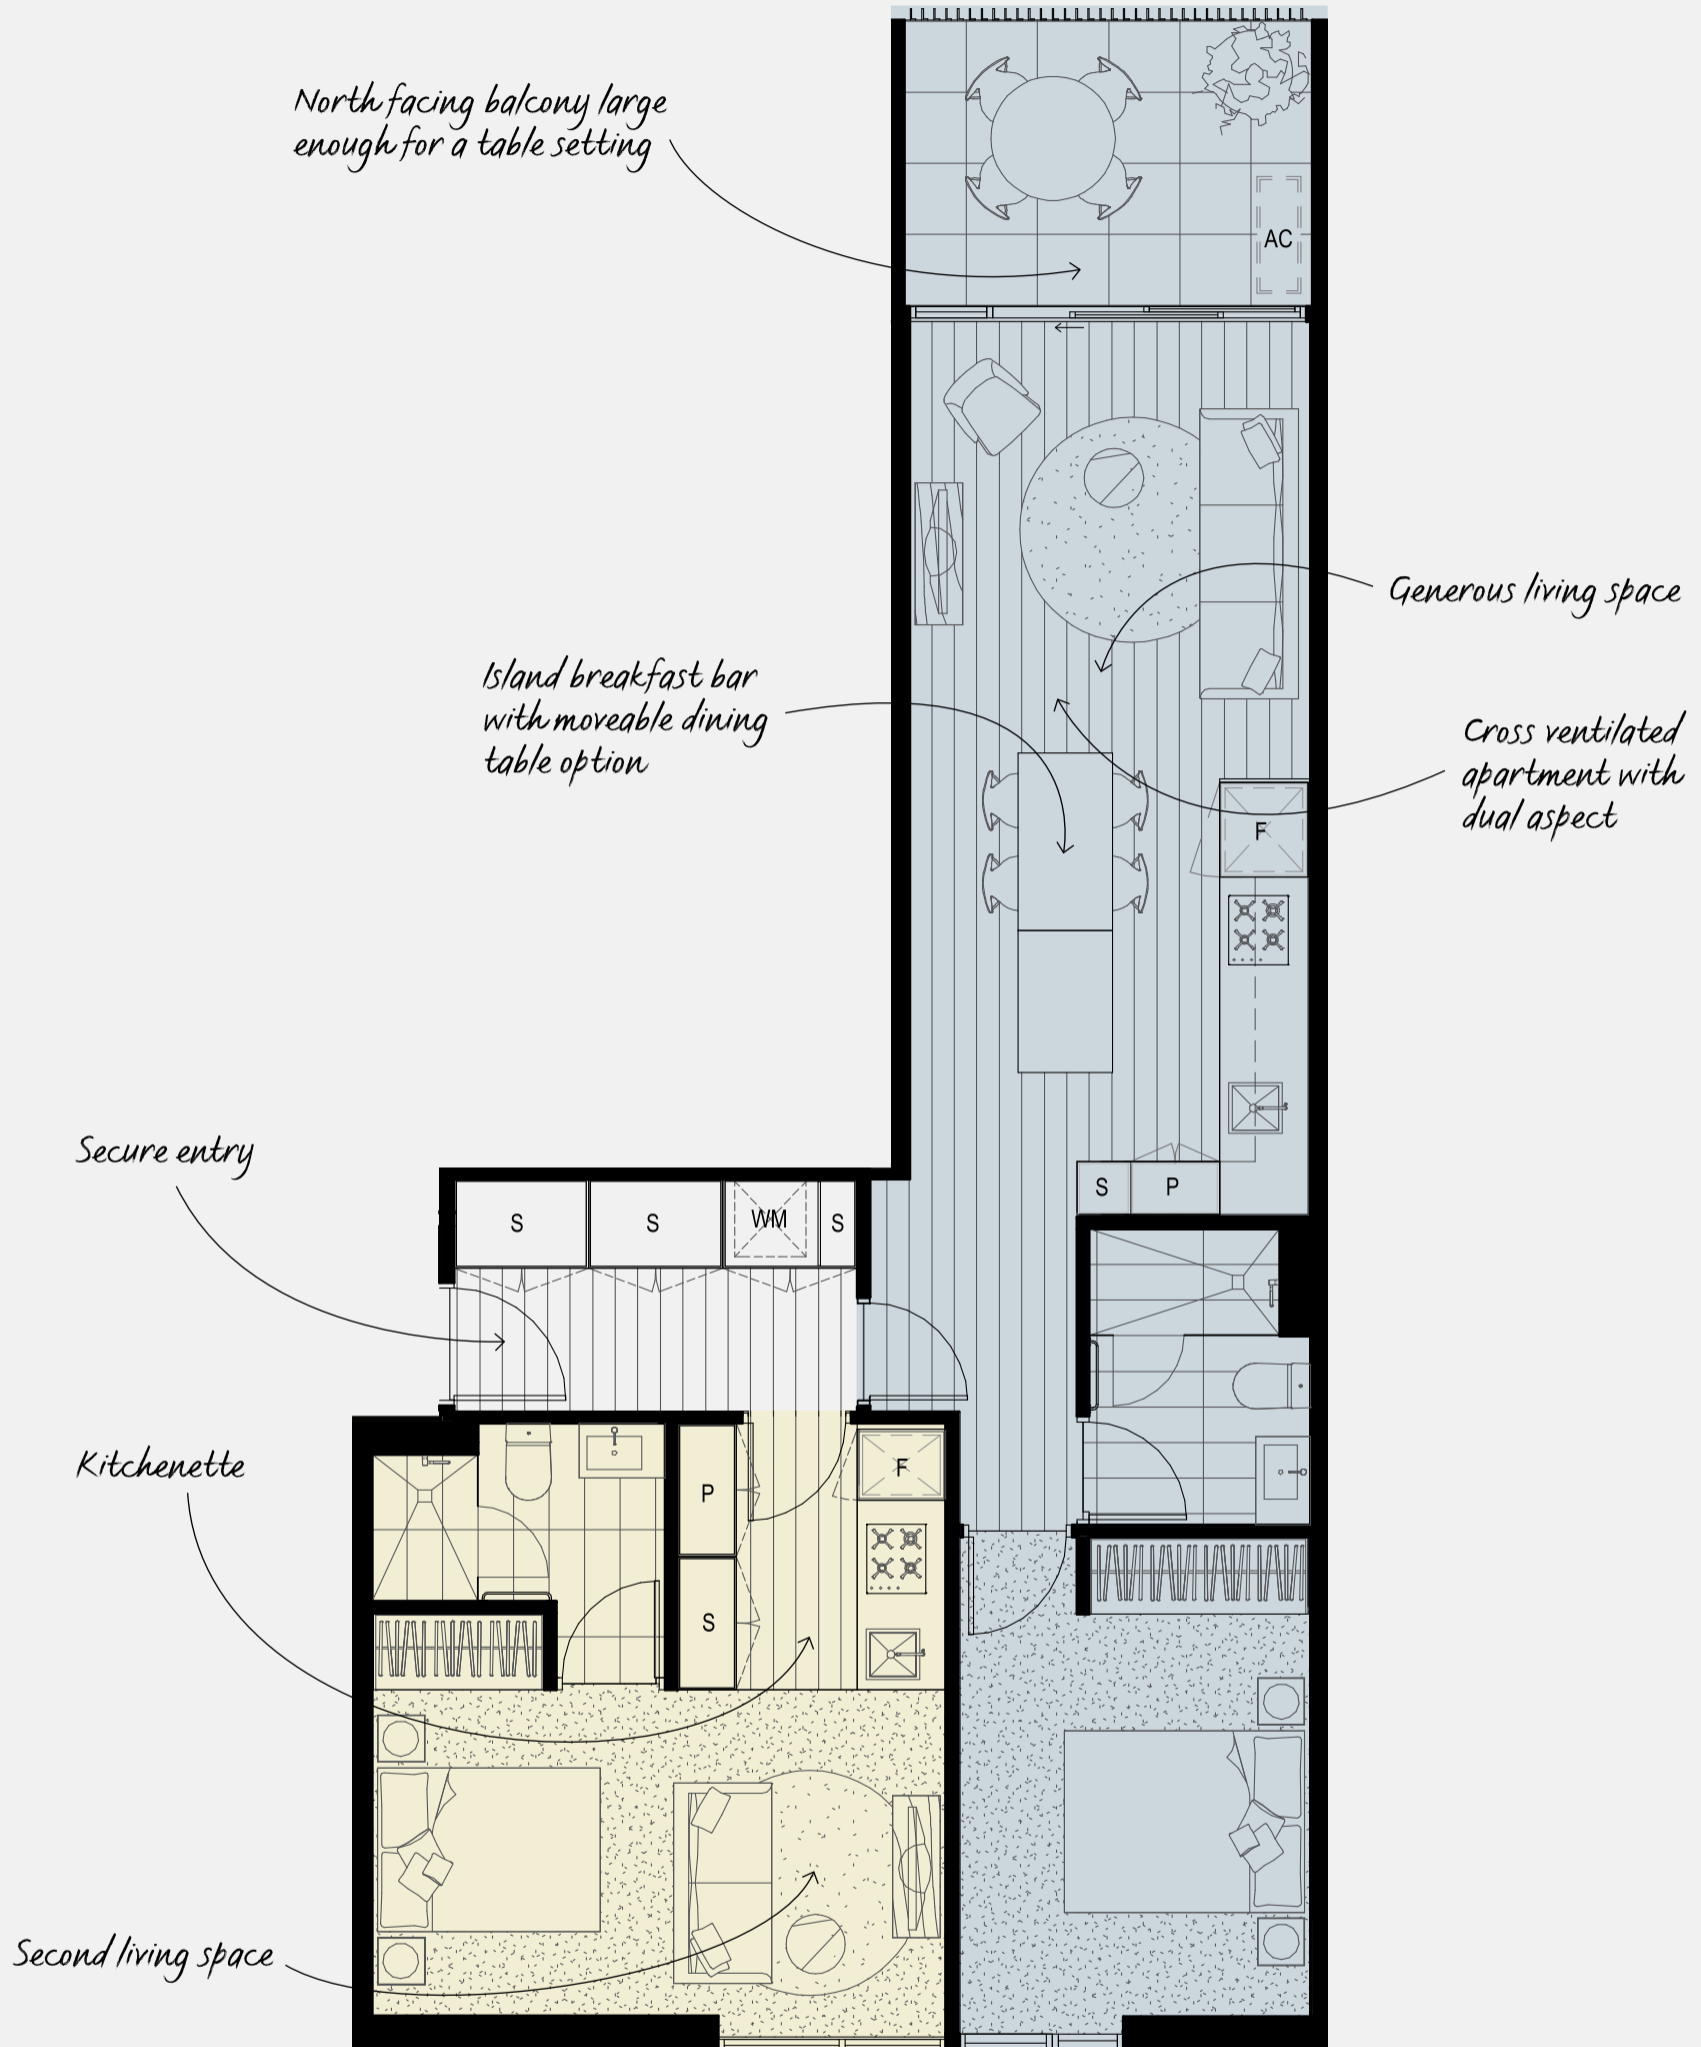 North facing balcony large
enough for a table setting
AC
Generous living space
Island breakfast bar
with moveable dining
table option
Cross ventilated
apartment with
dual aspect
F
Secure entry
S
P
S
S
WM
S
Kitchenette
P
F
S
Second living space